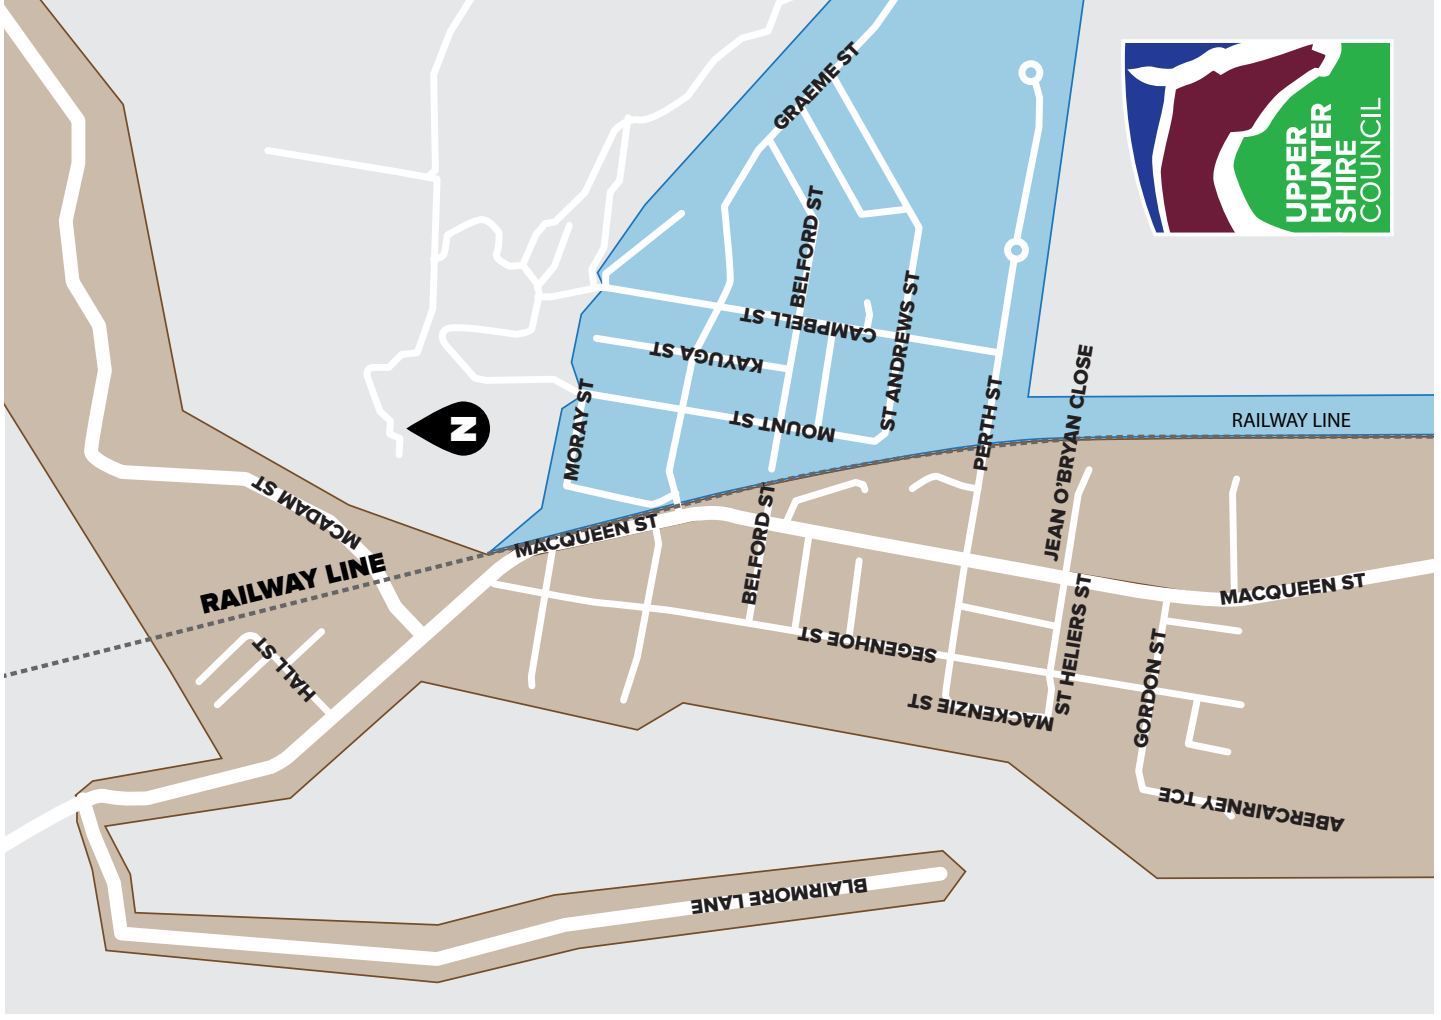 GRAEME ST
UPPER
HUNTER
SHIRE
COUNCIL
BELFORD ST
CAMPBELL ST
ST ANDREWS ST
KAYUGA ST
MORAY ST
MOUNT ST
PERTH ST
JEAN O'BRYAN CLOSE
RAILWAY LINE
N
MCADAM ST
MACQUEEN ST
BELFORD ST
RAILWAY LINE
MACQUEEN ST
HALL ST
SEGENHOE ST
ST HELIERS ST
GORDON ST
MACKENZIE ST
ABERCAIRNEY TCE
BLAIRMORE LANE